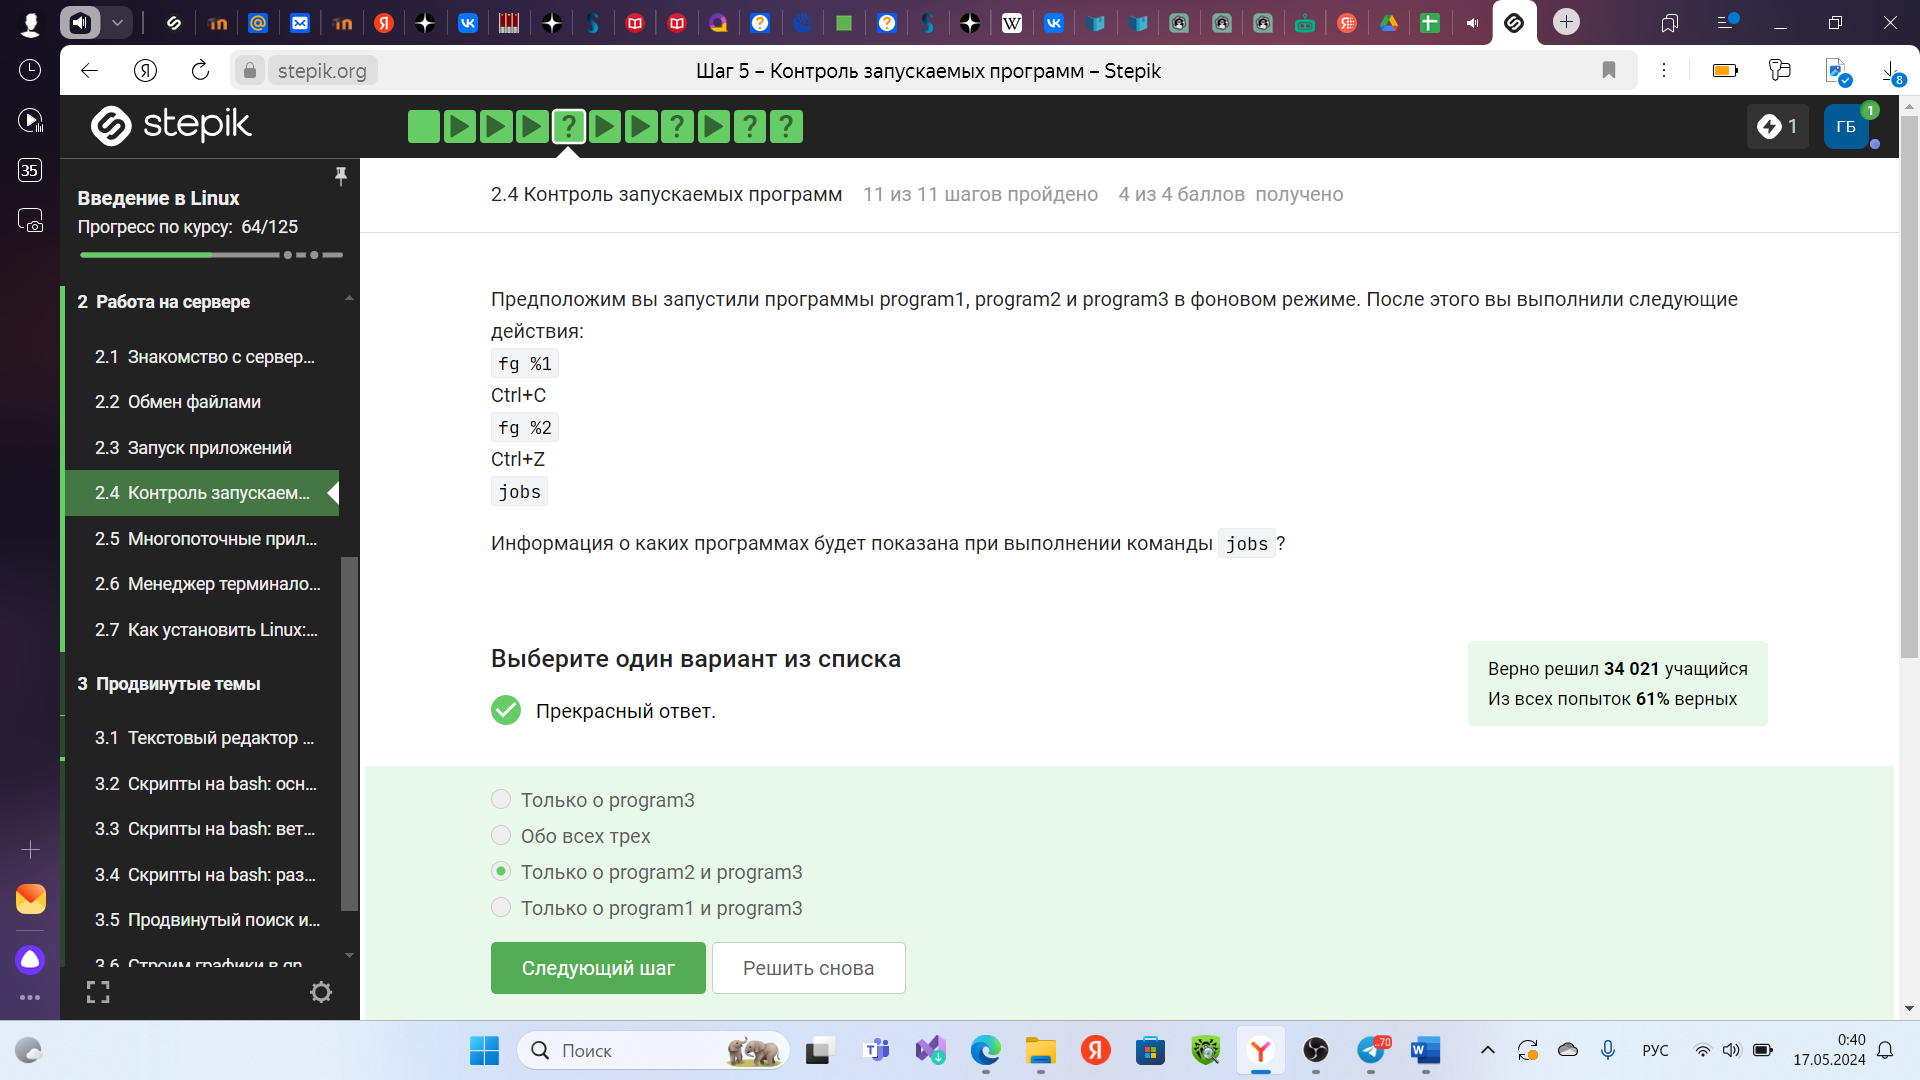 stepik.org
Шаг 5 – Контроль запускаемых программ – Stepik
8
35
stepik
1
ГБ
1
Введение в Linux
Прогресс по курсу: 64/125
2 Работа на сервере
2.1 Знакомство с сервер...
2.2 Обмен файлами
2.3 Запуск приложений
2.4 Контроль запускаем...
2.5 Многопоточные прил...
2.6 Менеджер терминало...
2.7 Как установить Linux:...
3 Продвинутые темы
3.1 Текстовый редактор ...
3.2 Скрипты на bash: осн...
3.3 Скрипты на bash: вет...
3.4 Скрипты на bash: раз...
3.5 Продвинутый поиск и...
3.6 Строим графики в gn...
2.4 Контроль запускаемых программ 11 из 11 шагов пройдено 4 из 4 баллов получено
Предположим вы запустили программы program1, program2 и program3 в фоновом режиме. После этого вы выполнили следующие
действия:
fg %1
Ctrl+C
fg %2
Ctrl+Z
jobs
Информация о каких программах будет показана при выполнении команды jobs?
Выберите один вариант из списка
Прекрасный ответ.
Верно решил 34 021 учащийся
Из всех попыток 61% верных
Только о program3
Обо всех трех
Только о program2 и program3
Только о program1 и program3
Следующий шаг
Решить снова
Поиск
РУС
0:40
17.05.2024